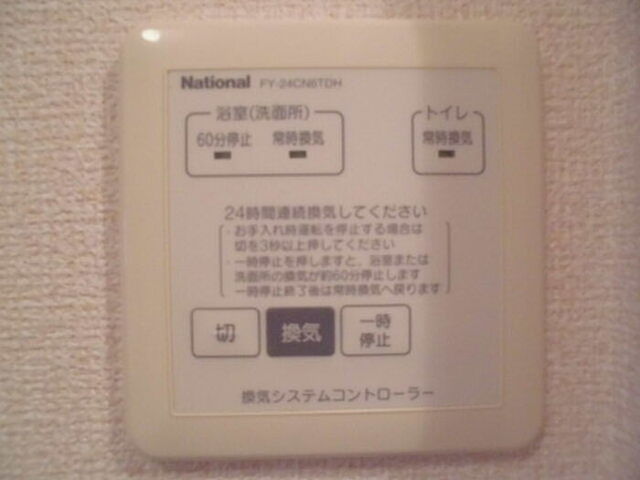 National FY-24CN6TDH
浴室(洗面所) トイレ
60分停止 常時換気 常時換気
24時間連続換気してください
・お手入れ時運転を停止する場合は
切を3秒以上押してください
・一時停止を押しますと、浴室または
洗面所の換気が約60分停止します
一時停止終了後は常時換気へ戻ります
切 換気 一時
停止
換気システムコントローラー